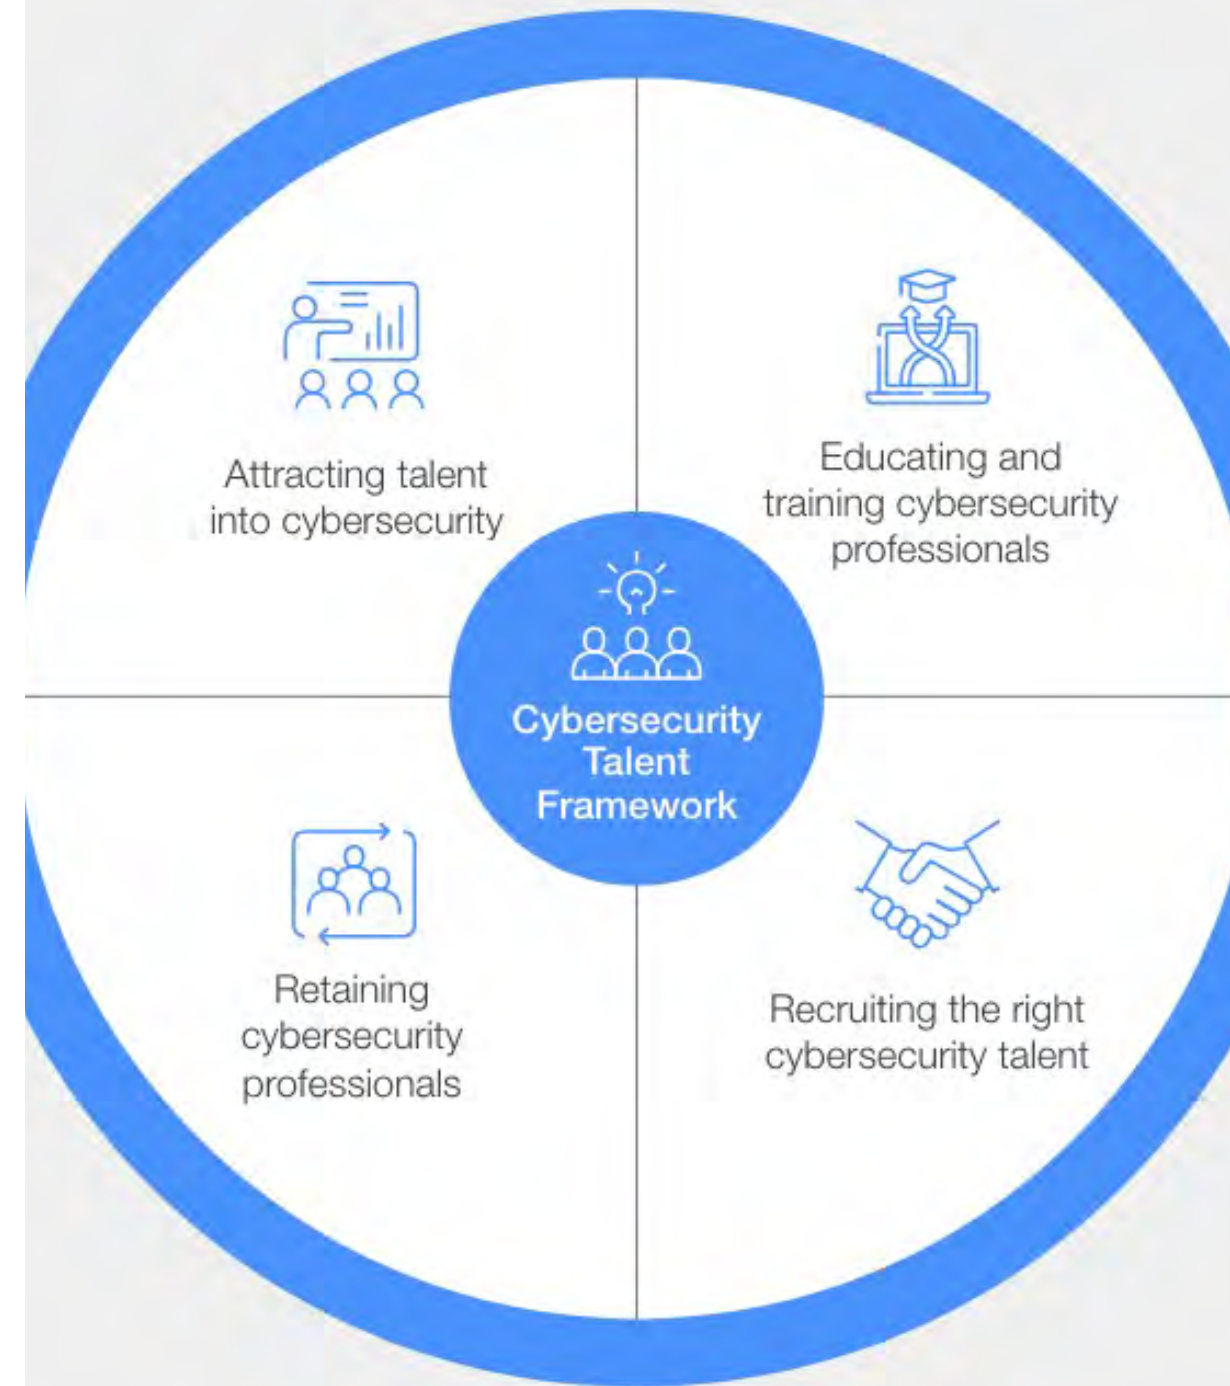 Attracting talent
into cybersecurity
Educating and
training cybersecurity
professionals
Cybersecurity
Talent
Framework
Retaining
cybersecurity
professionals
Recruiting the right
cybersecurity talent